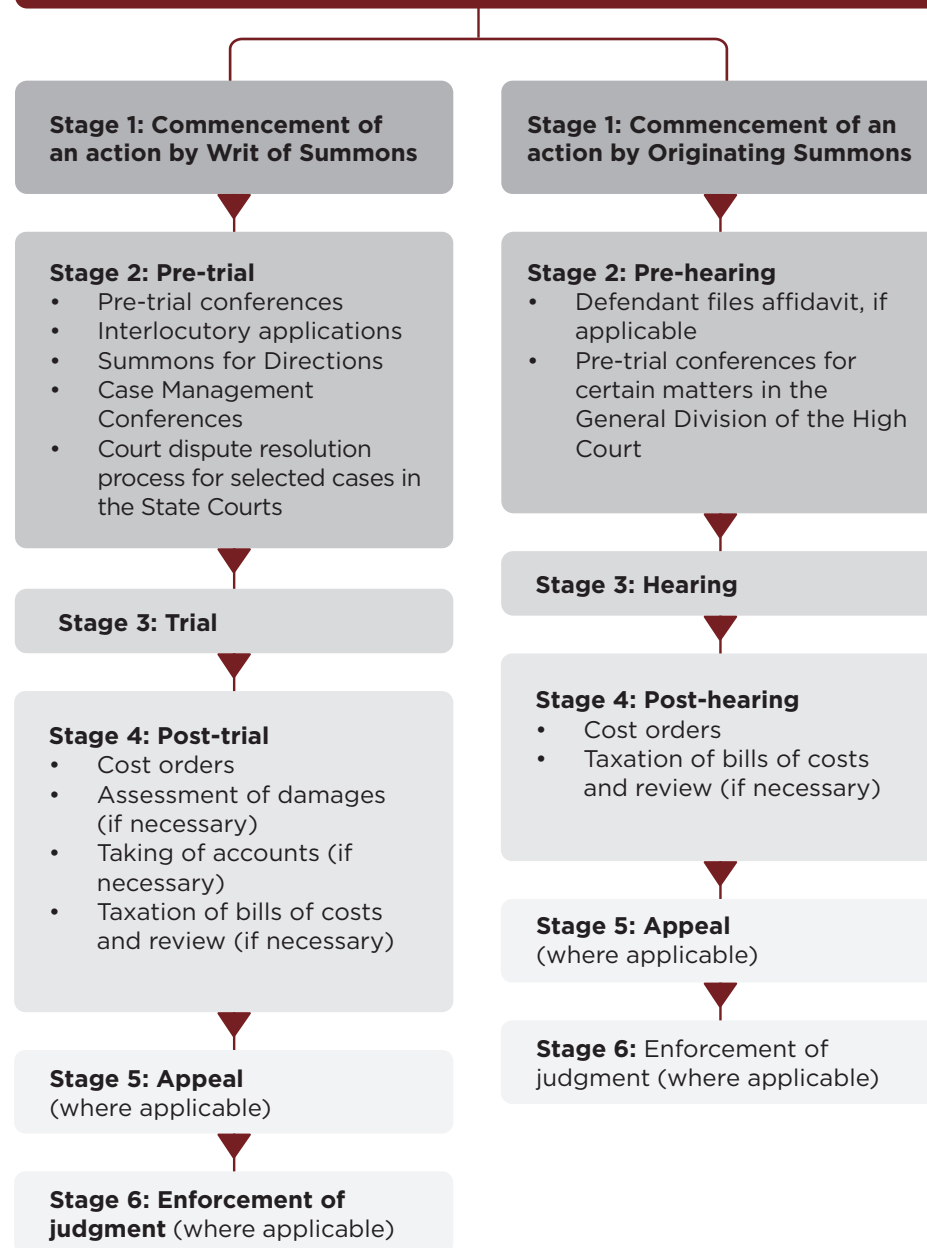 Stage 1: Commencement of
an action by Writ of Summons
Stage 2: Pre-trial
• Pre-trial conferences
• Interlocutory applications
• Summons for Directions
• Case Management
Conferences
• Court dispute resolution
process for selected cases in
the State Courts
Stage 3: Trial
Stage 4: Post-trial
• Cost orders
• Assessment of damages
(if necessary)
• Taking of accounts (if
necessary)
• Taxation of bills of costs
and review (if necessary)
Stage 5: Appeal
(where applicable)
Stage 6: Enforcement of
judgment (where applicable)
Stage 1: Commencement of an
action by Originating Summons
Stage 2: Pre-hearing
• Defendant files affidavit, if
applicable
• Pre-trial conferences for
certain matters in the
General Division of the High
Court
Stage 3: Hearing
Stage 4: Post-hearing
• Cost orders
• Taxation of bills of costs
and review (if necessary)
Stage 5: Appeal
(where applicable)
Stage 6: Enforcement of
judgment (where applicable)